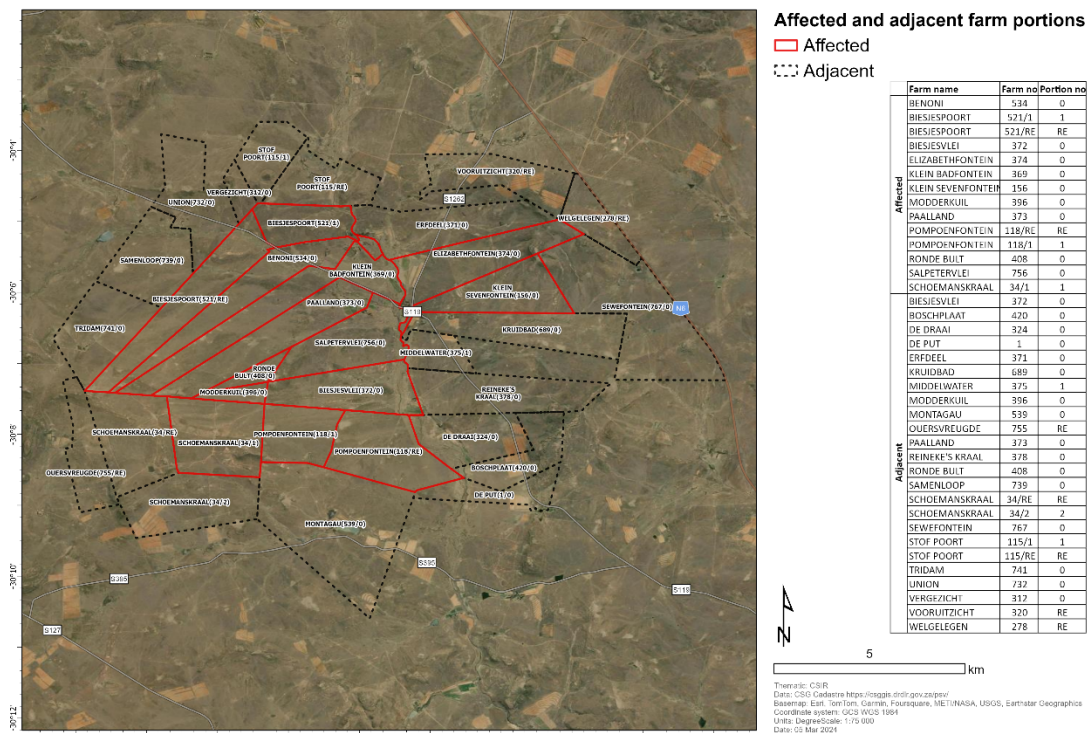 Affected and adjacent farm portions
Affected
Adjacent
Farm name Farm no Portion no
Affected
BENONI 534 0
BIESJESPOORT 521/1 1
BIESJESPOORT 521/RE RE
BIESJESVLEI 372 0
ELIZABETHFONTEIN 374 0
KLEIN BADFONTEIN 369 0
KLEIN SEVENFONTEIN 156 0
MODDERKUIL 396 0
PAALLAND 373 0
POMPOENFONTEIN 118/RE RE
POMPOENFONTEIN 118/1 1
RONDE BULT 408 0
SALPETERVLEI 756 0
SCHOEMANSKRAAL 34/1 1
Adjacent
BIESJESVLEI 372 0
BOSCHPLAAT 420 0
DE DRAAI 324 0
DE PUT 1 0
ERFDEEL 371 0
KRUIDBAD 689 0
MIDDELWATER 375 1
MODDERKUIL 396 0
MONTAGAU 539 0
OUERSVREUGDE 755 RE
PAALLAND 373 0
REINEKE'S KRAAL 378 0
RONDE BULT 408 0
SAMENLOOP 739 0
SCHOEMANSKRAAL 34/RE RE
SCHOEMANSKRAAL 34/2 2
SEWEFONTEIN 767 0
STOF POORT 115/1 1
STOF POORT 115/RE RE
TRIDAM 741 0
UNION 732 0
VERGEZICHT 312 0
VOORUITZICHT 320 RE
WELGELEGEN 278 RE
N
5
km
Thematic: CSIR
Data: CSG Cadastre https://csggis.drdlr.gov.za/psv/
Basemap: Esri, TomTom, Garmin, Foursquare, METI/NASA, USGS, Earthstar Geographics
Coordinate system: GCS WGS 1984
Units: DegreeScale: 1:75 000
Date: 05 Mar 2024
-30°4'
-30°6'
-30°8'
-30°10'
-30°12'
STOF
POORT(115/1)
STOF
POORT(115/RE)
VOORUITZICHT(320/RE)
VERGEZICHT(312/0)
UNION(732/0)
S1262
WELGELEGEN(278/RE)
BIESJESPOORT(521/1)
ERFDEEL(371/0)
ELIZABETHFONTEIN(374/0)
BENONI(534/0)
SAMENLOOP(739/0)
KLEIN
BADFONTEIN(369/0)
KLEIN
SEVENFONTEIN(156/0)
BIESJESPOORT(521/RE)
PAALLAND(373/0)
SEWEFONTEIN(767/0)
N6
TRIDAM(741/0)
KRUIDBAD(689/0)
SALPETERVLEI(756/0)
MIDDELWATER(375/1)
RONDE
BULT(408/0)
MODDERKUIL(396/0)
BIESJESVLEI(372/0)
REINEKE'S
KRAAL(378/0)
SCHOEMANSKRAAL(34/RE)
POMPOENFONTEIN(118/1)
SCHOEMANSKRAAL(34/1)
DE DRAAI(324/0)
POMPOENFONTEIN(118/RE)
BOSCHPLAAT(420/0)
OUERSVREUGDE(755/RE)
DE PUT(1/0)
SCHOEMANSKRAAL(34/2)
MONTAGAU(539/0)
S127